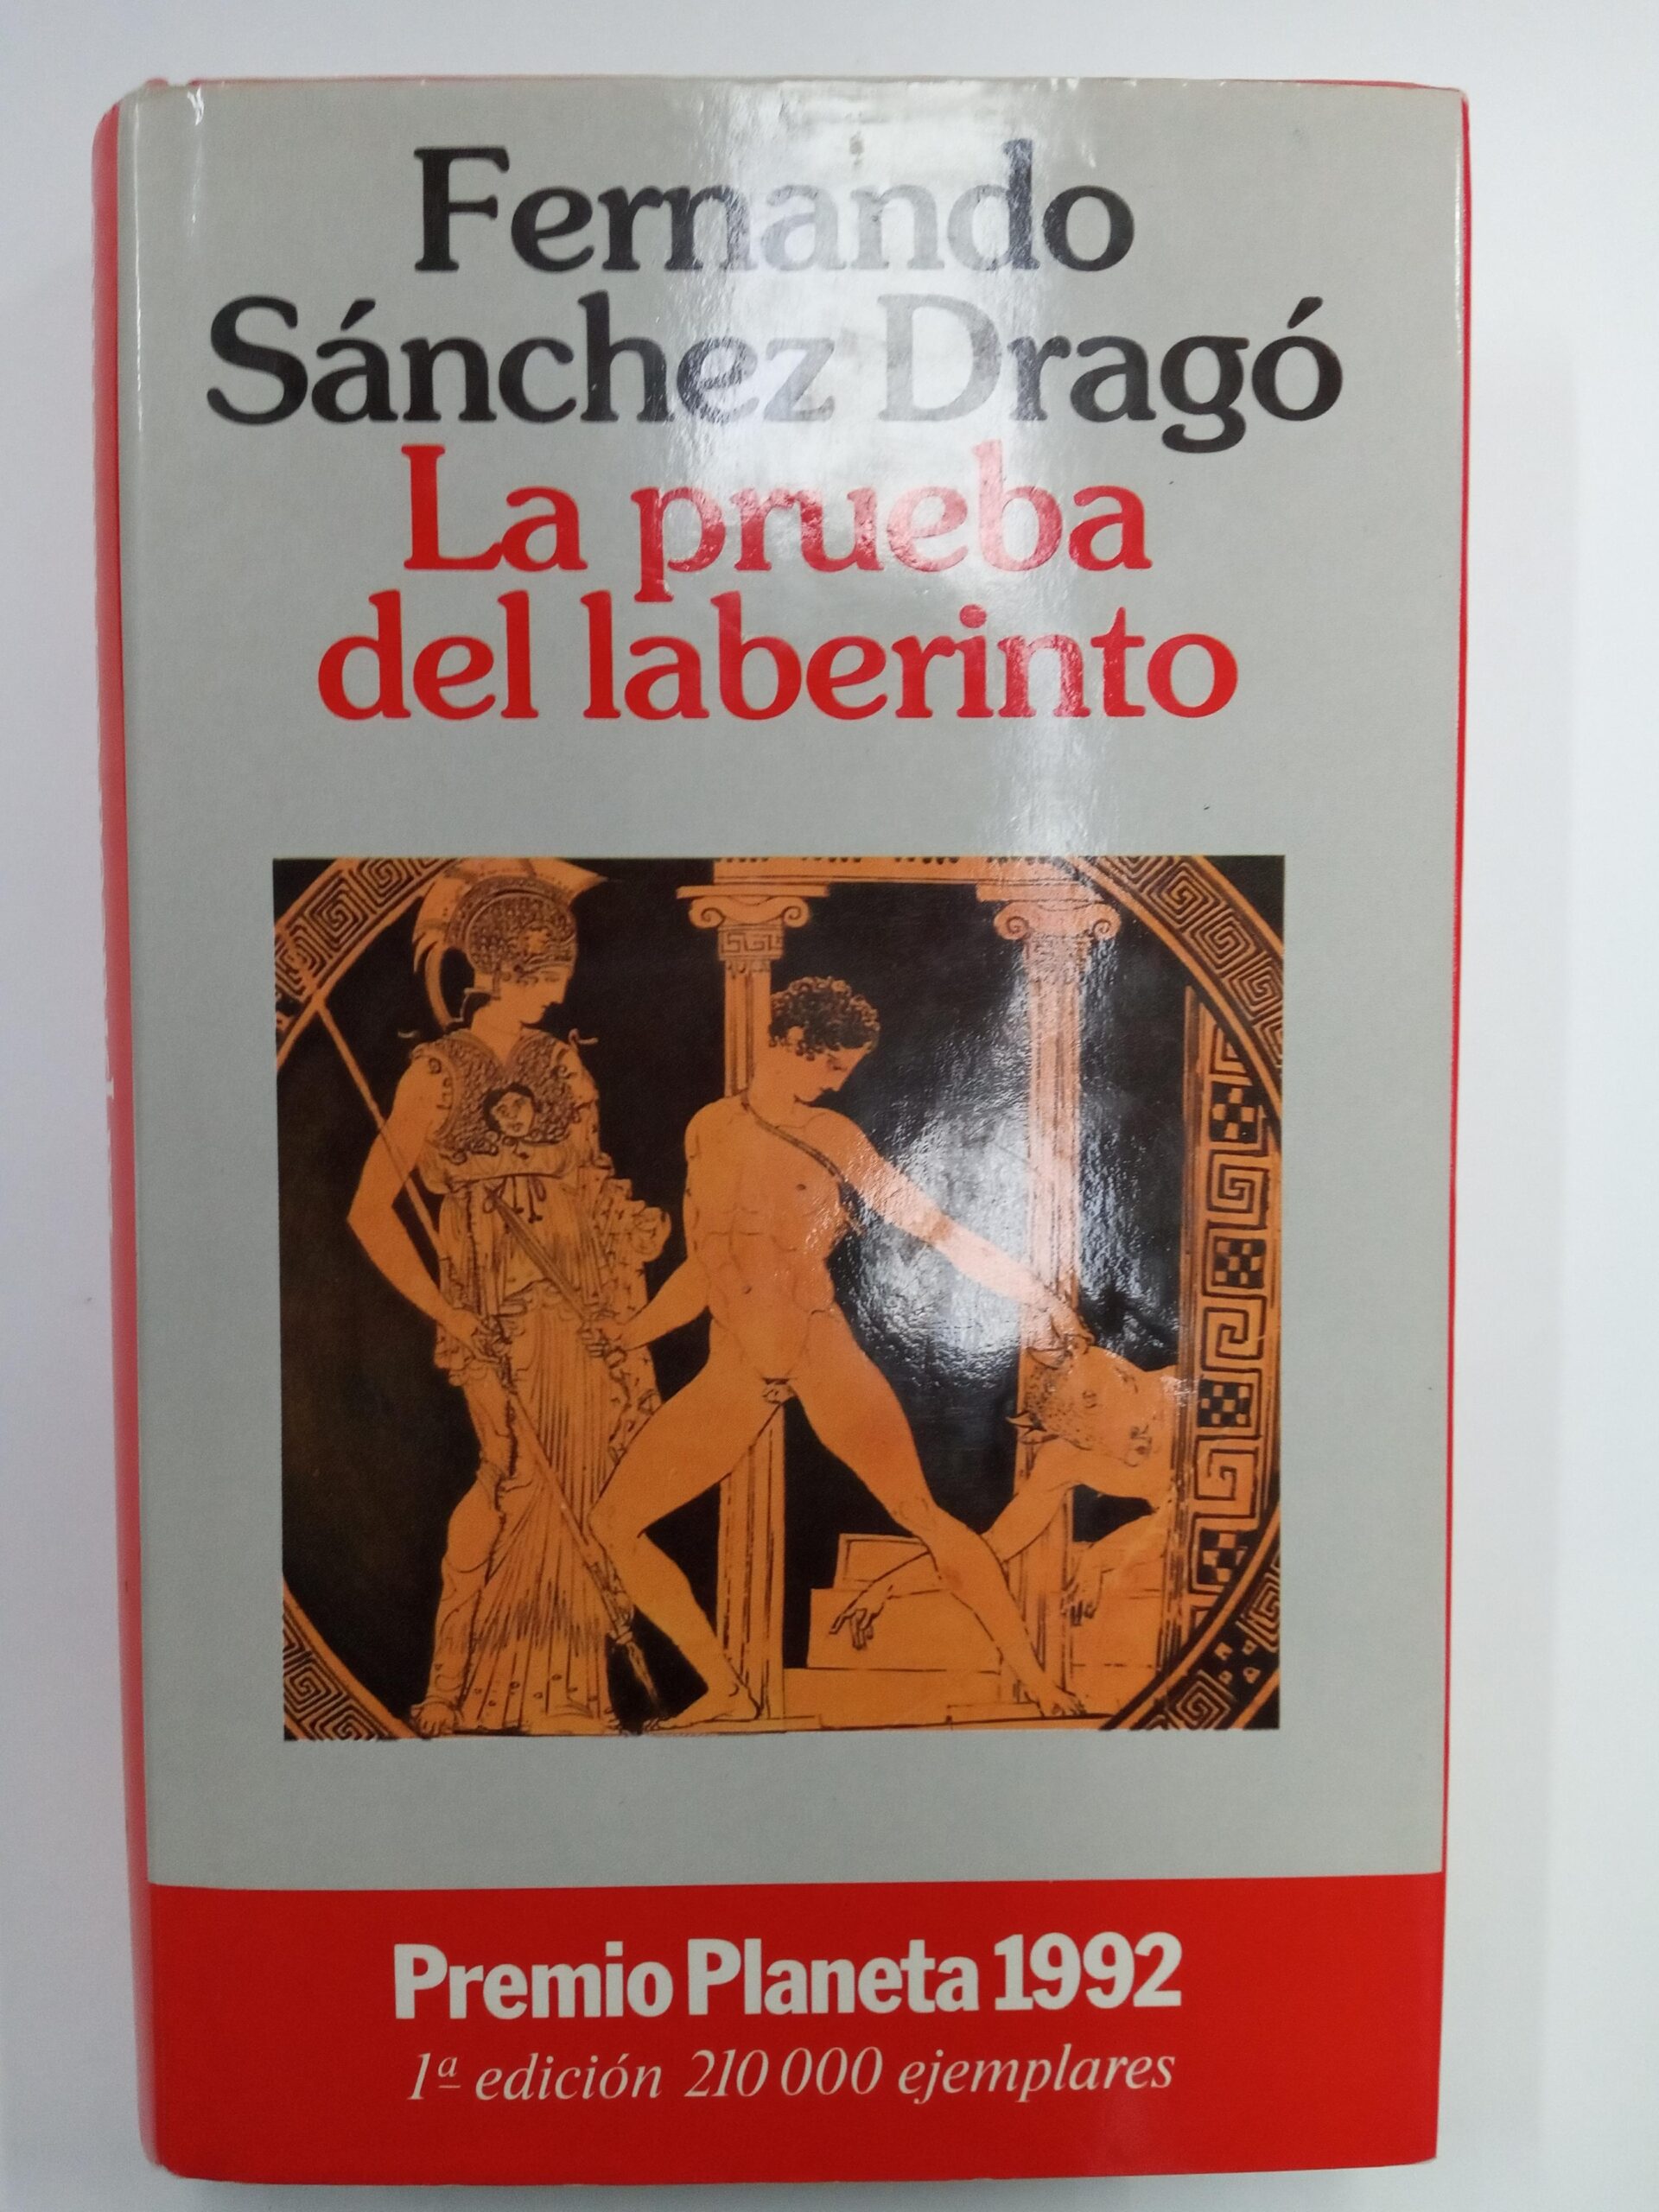 Fernando
Sánchez Dragó
La prueba
del laberinto
Premio Planeta 1992
1ª edición 210 000 ejemplares